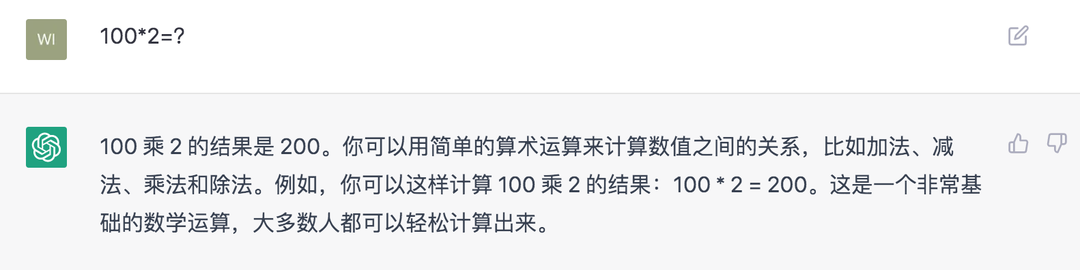 WI
100*2=?
100 乘 2 的结果是 200。你可以用简单的算术运算来计算数值之间的关系，比如加法、减
法、乘法和除法。例如，你可以这样计算 100 乘 2 的结果：100 * 2 = 200。这是一个非常基
础的数学运算，大多数人都可以轻松计算出来。